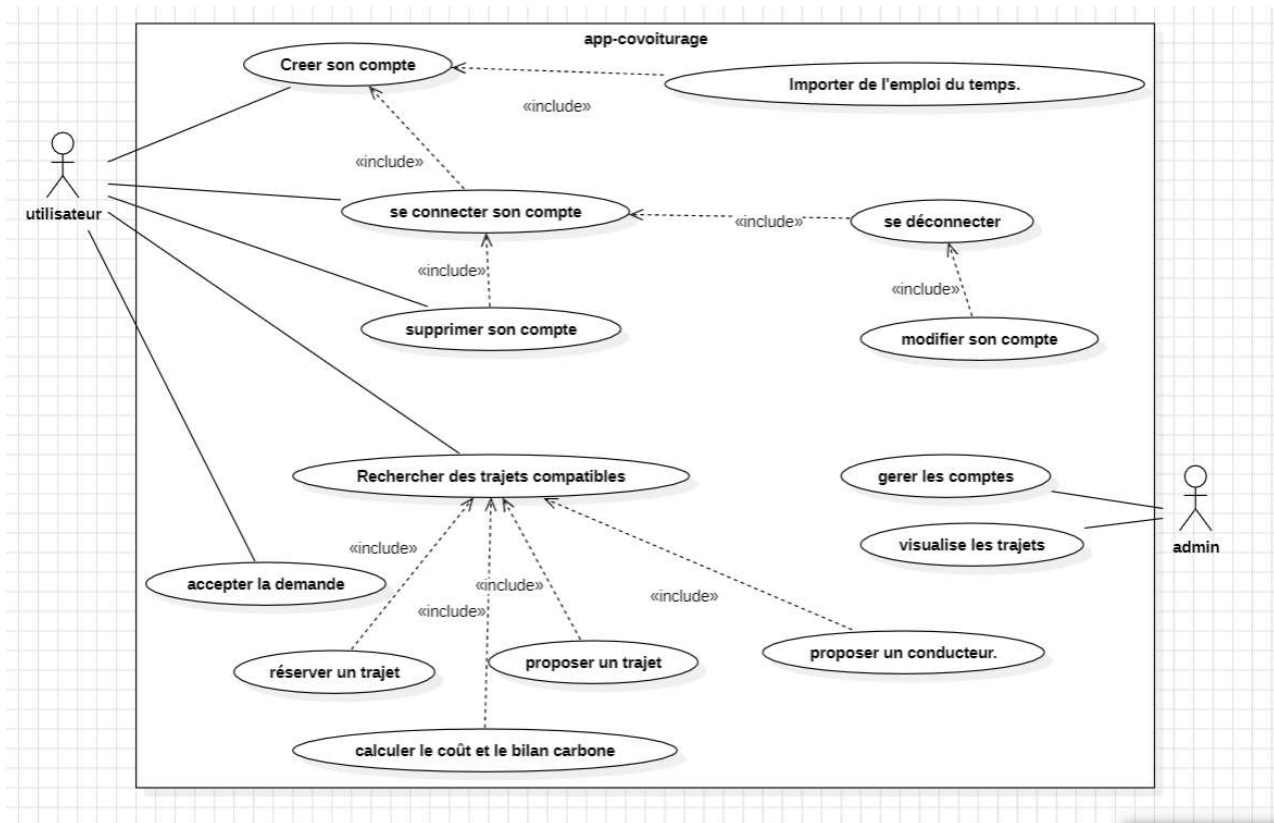 app-covoiturage
Creer son compte
Importer de l'emploi du temps.
«include»
«include»
utilisateur
se connecter son compte
«include»
se déconnecter
«include»
«include»
supprimer son compte
modifier son compte
Rechercher des trajets compatibles
gerer les comptes
«include»
visualise les trajets
admin
accepter la demande
«include»
«include»
«include»
réserver un trajet
proposer un trajet
proposer un conducteur.
calculer le coût et le bilan carbone